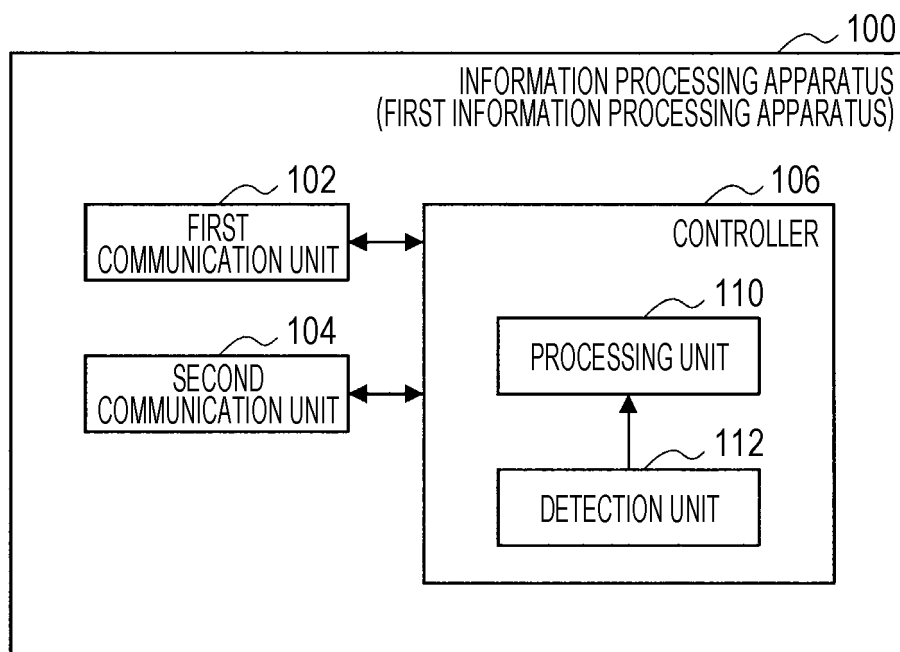 100
INFORMATION PROCESSING APPARATUS
(FIRST INFORMATION PROCESSING APPARATUS)
102
FIRST
COMMUNICATION UNIT
106
CONTROLLER
104
SECOND
COMMUNICATION UNIT
110
PROCESSING UNIT
112
DETECTION UNIT